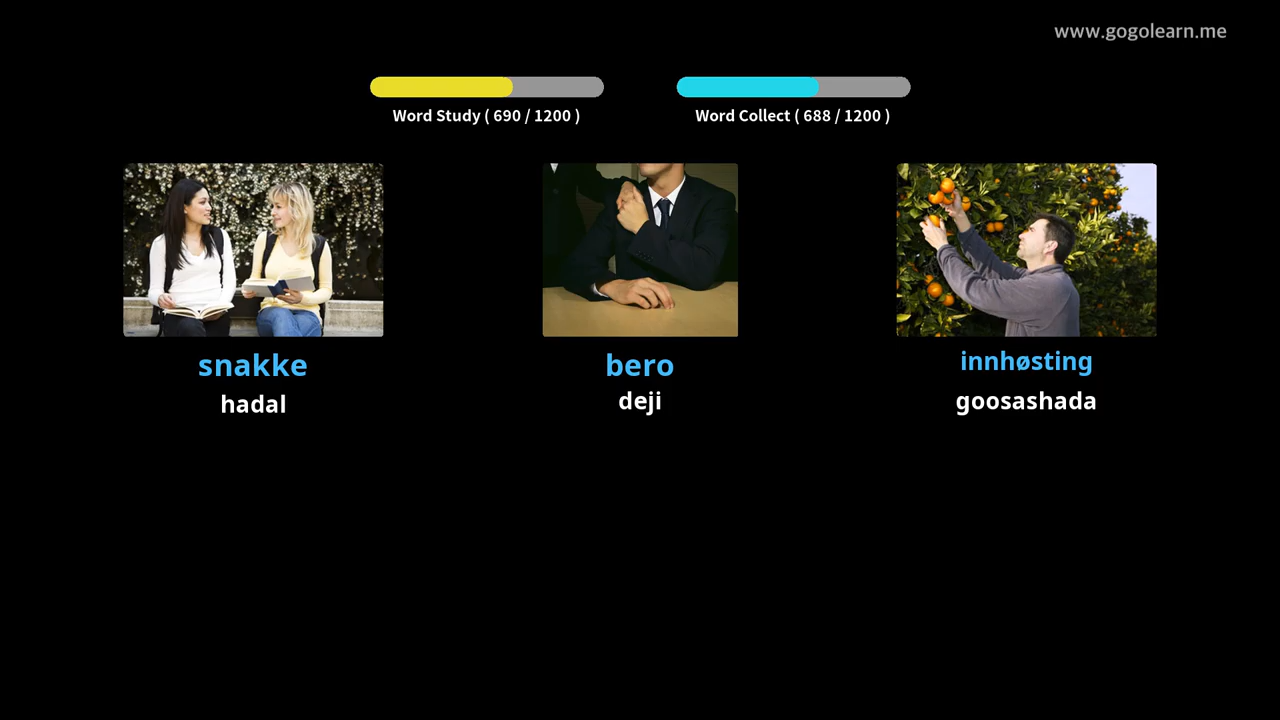 www.gogolearn.me
Word Study ( 690 / 1200 )
Word Collect ( 688 / 1200 )
snakke
hadal
bero
deji
innhøsting
goosashada